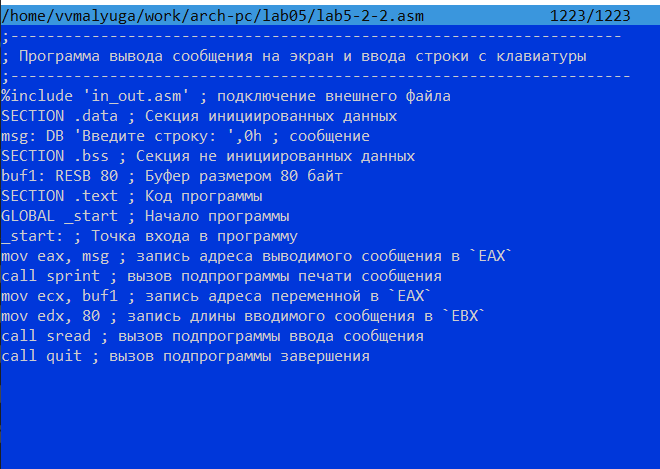 /home/vvmalyuga/work/arch-pc/lab05/lab5-2-2.asm 1223/1223
;--------------------------------------------------------------------
; Программа вывода сообщения на экран и ввода строки с клавиатуры
;---------------------------------------------------------------------
%include 'in_out.asm' ; подключение внешнего файла
SECTION .data ; Секция инициированных данных
msg: DB 'Введите строку: ',0h ; сообщение
SECTION .bss ; Секция не инициированных данных
buf1: RESB 80 ; Буфер размером 80 байт
SECTION .text ; Код программы
GLOBAL _start ; Начало программы
_start: ; Точка входа в программу
mov eax, msg ; запись адреса выводимого сообщения в `EAX`
call sprint ; вызов подпрограммы печати сообщения
mov ecx, buf1 ; запись адреса переменной в `EAX`
mov edx, 80 ; запись длины вводимого сообщения в `EBX`
call sread ; вызов подпрограммы ввода сообщения
call quit ; вызов подпрограммы завершения